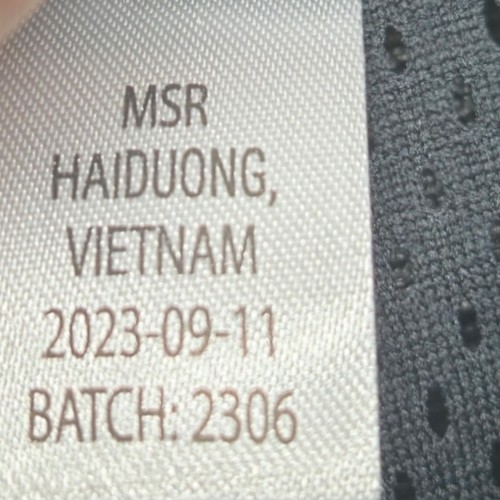 MSR
HAIDUONG,
VIETNAM
2023-09-11
BATCH: 2306